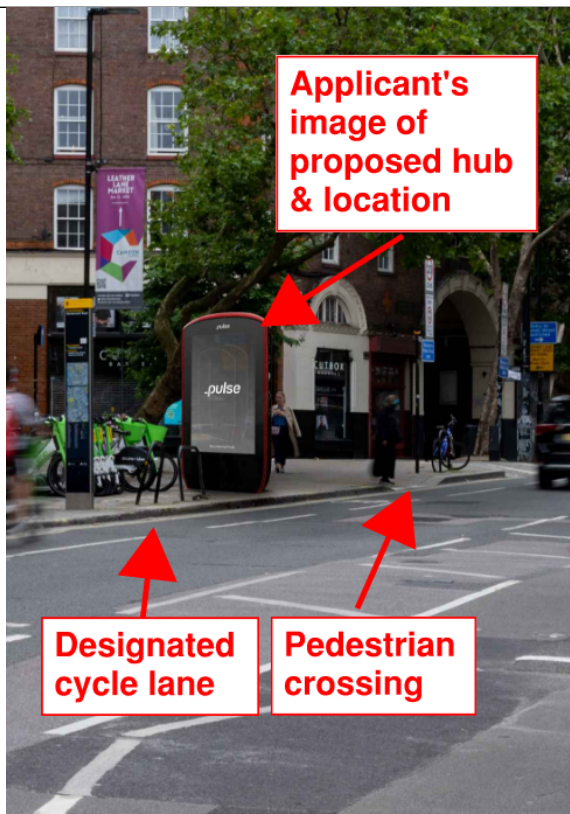 Applicant's
image of
proposed hub
& location
LEATHER
LANE
MARKET
pulse
.pulse
CUTBOX
Designated
cycle lane
Pedestrian
crossing